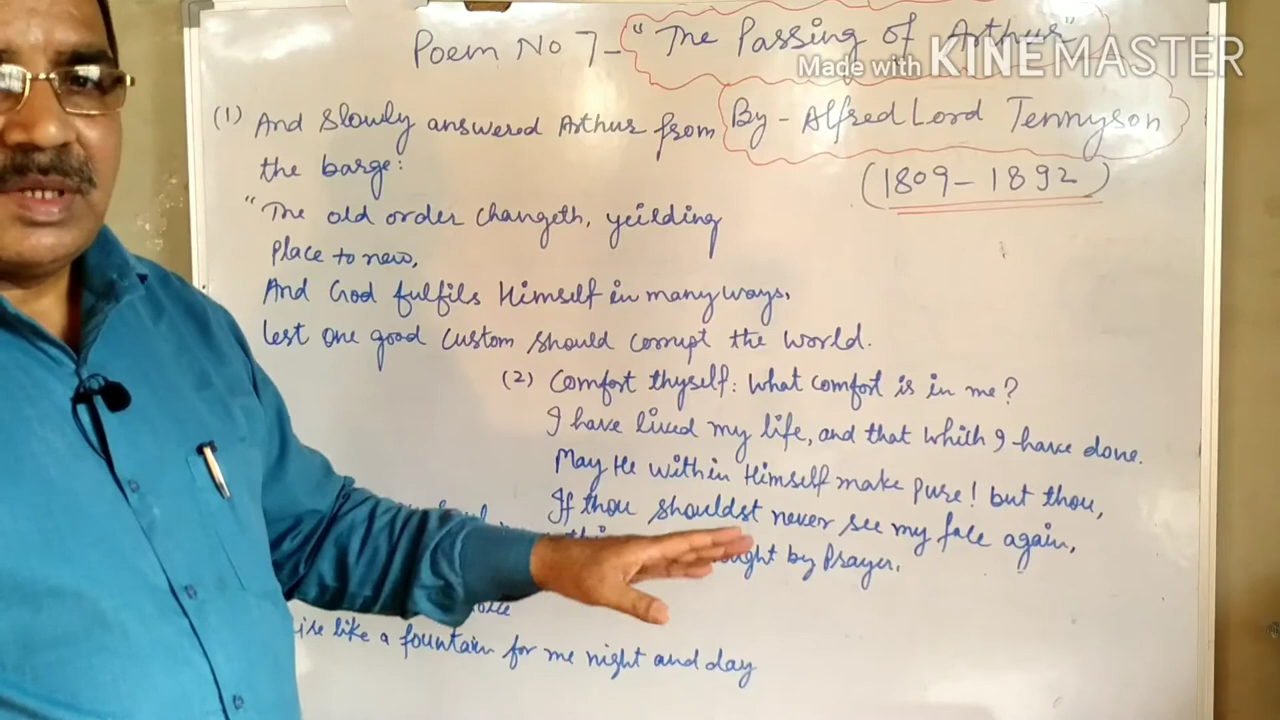 Poem No 7- "The Passing of Arthur"
Made with KINEMASTER
By - Alfred Lord Tennyson
(1809-1892)
(1) And slowly answered Arthur from
the barge:
"The old order changeth, yeilding
place to new,
And God fulfils Himself in many ways,
lest one good custom should corrupt the world.
(2) Comfort thyself: What comfort is in me?
I have lived my life, and that which I have done.
May He within Himself make pure! but thou,
If thou shouldst never see my face again,
by Prayer.
like a fountain for me night and day